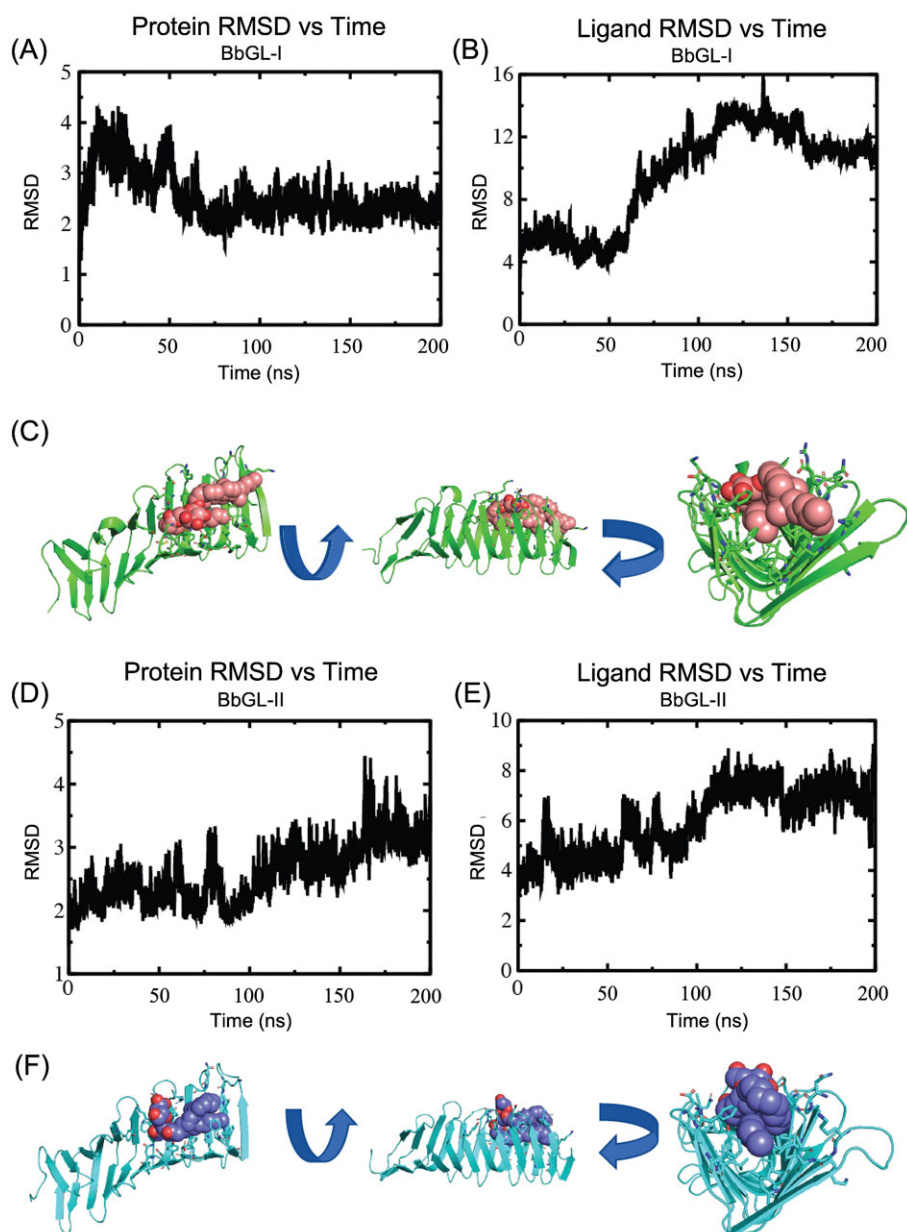 (A)
Protein RMSD vs Time
BbGL-I
5
4
3
2
1
0
RMSD
0
50
100
150
200
Time (ns)
(B)
Ligand RMSD vs Time
BbGL-I
16
12
8
4
0
RMSD
0
50
100
150
200
Time (ns)
(C)
(D)
Protein RMSD vs Time
BbGL-II
5
4
3
2
1
RMSD
0
50
100
150
200
Time (ns)
(E)
Ligand RMSD vs Time
BbGL-II
10
8
6
4
2
0
RMSD
0
50
100
150
200
Time (ns)
(F)